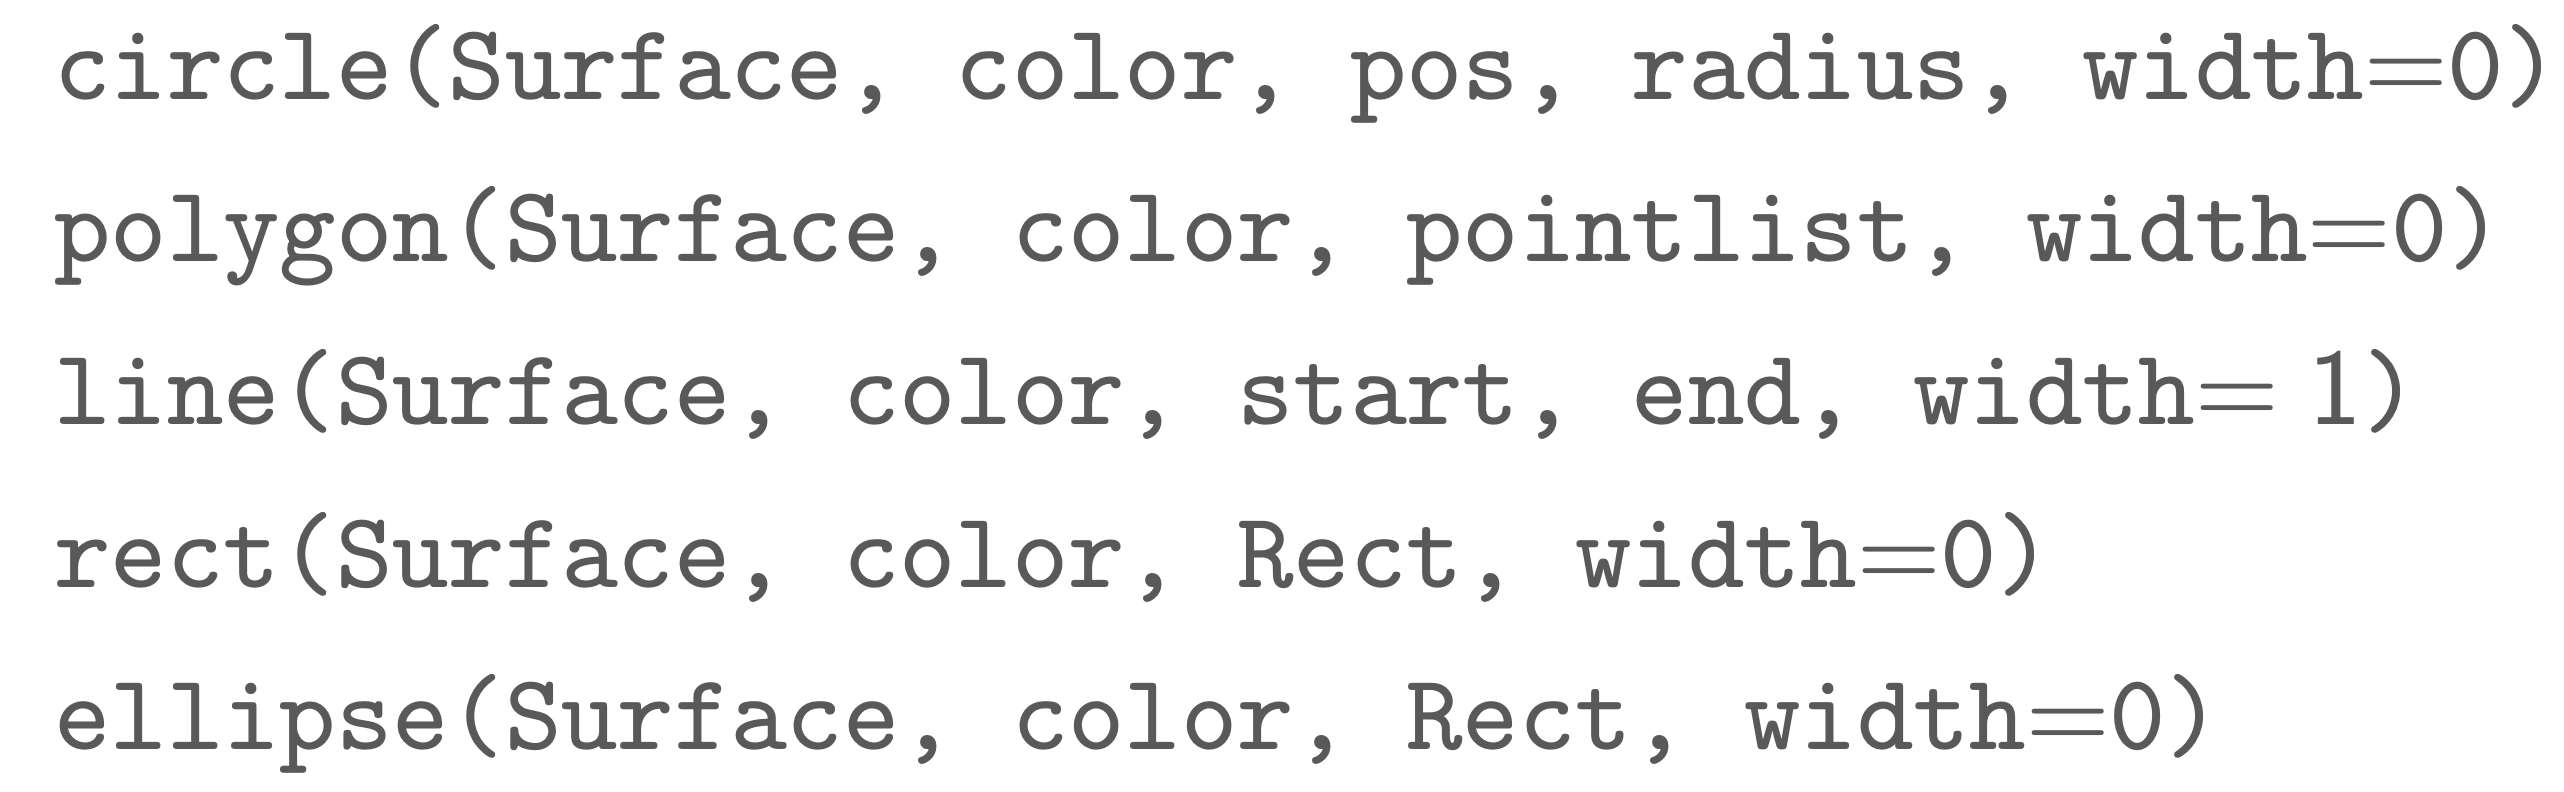 circle(Surface, color, pos, radius, width=0)
polygon(Surface, color, pointlist, width=0)
line(Surface, color, start, end, width= 1)
rect(Surface, color, Rect, width=0)
ellipse(Surface, color, Rect, width=0)